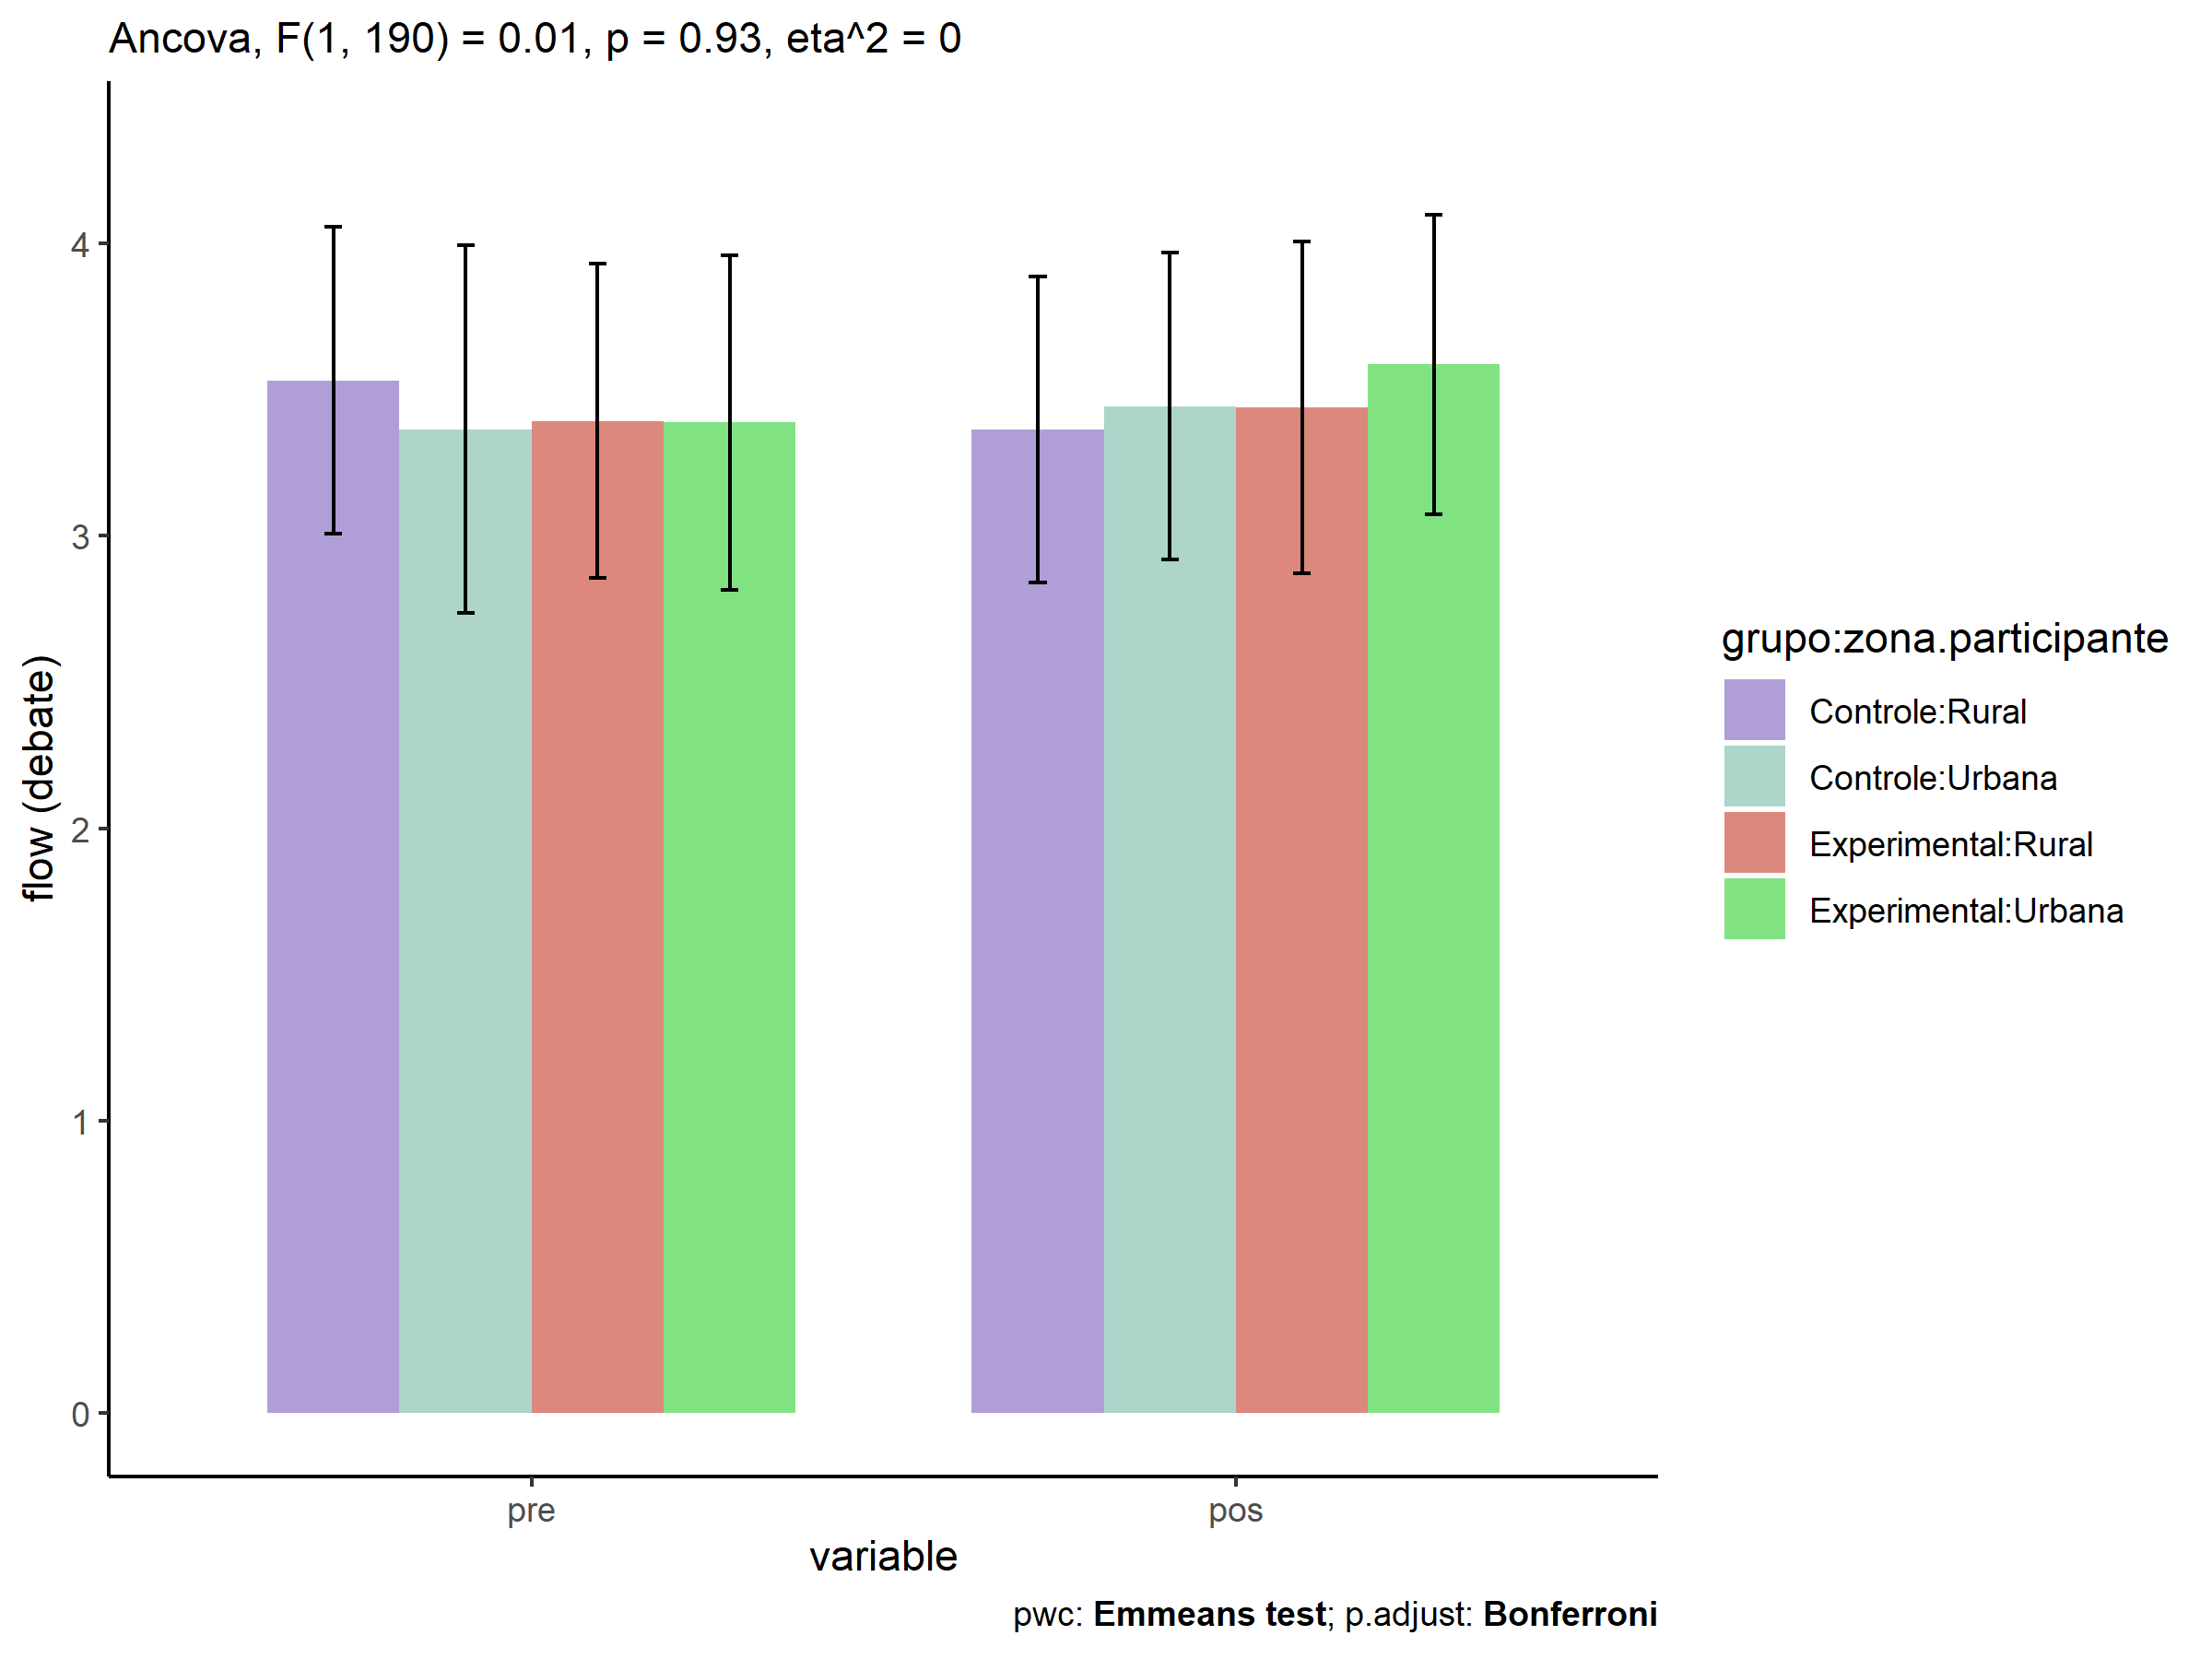 Ancova, F(1, 190) = 0.01, p = 0.93, eta^2 = 0
flow (debate)
4
3
2
1
0
pre
pos
variable
grupo:zona.participante
Controle:Rural
Controle:Urbana
Experimental:Rural
Experimental:Urbana
pwc: Emmeans test; p.adjust: Bonferroni